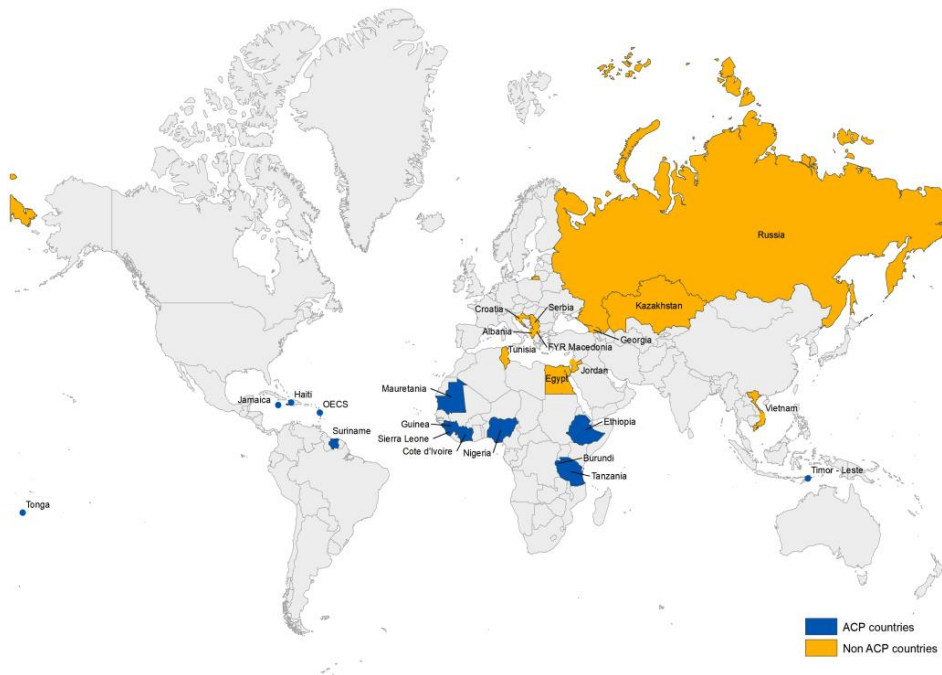 Russia
Kazakhstan
Croatia
Serbia
Albania
FYR Macedonia
Georgia
Tunisia
Egypt
Jordan
Mauretania
Haiti
Jamaica
OECS
Vietnam
Guinea
Ethiopia
Suriname
Sierra Leone
Cote d'Ivoire
Nigeria
Burundi
Tanzania
Timor - Leste
Tonga
ACP countries
Non ACP countries